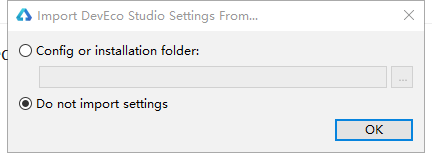 Import DevEco Studio Settings From...
Config or installation folder:
...
Do not import settings
OK